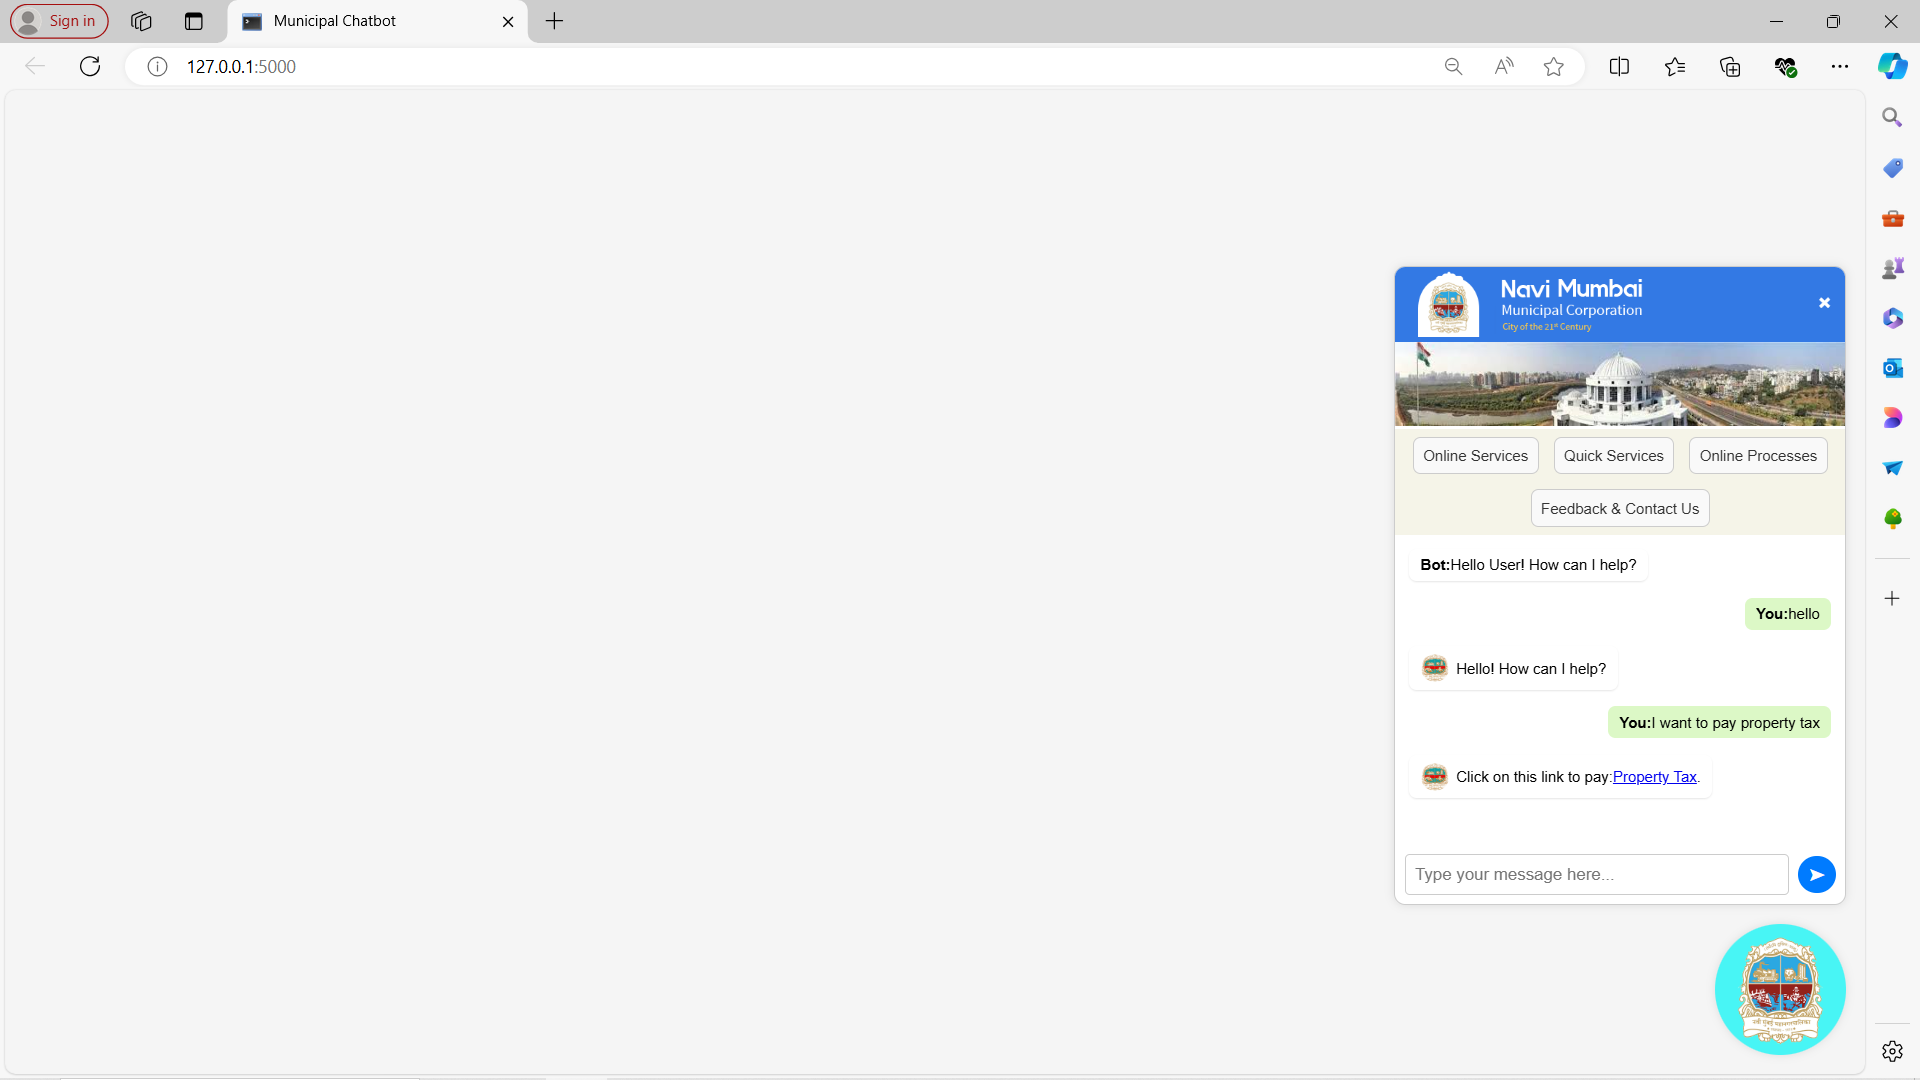 Sign in
Municipal Chatbot
127.0.0.1:5000
Navi Mumbai
Municipal Corporation
City of the 21st Century
Online Services
Quick Services
Online Processes
Feedback & Contact Us
Bot:Hello User! How can I help?
You:hello
Hello! How can I help?
You:I want to pay property tax
Click on this link to pay:Property Tax.
Type your message here...